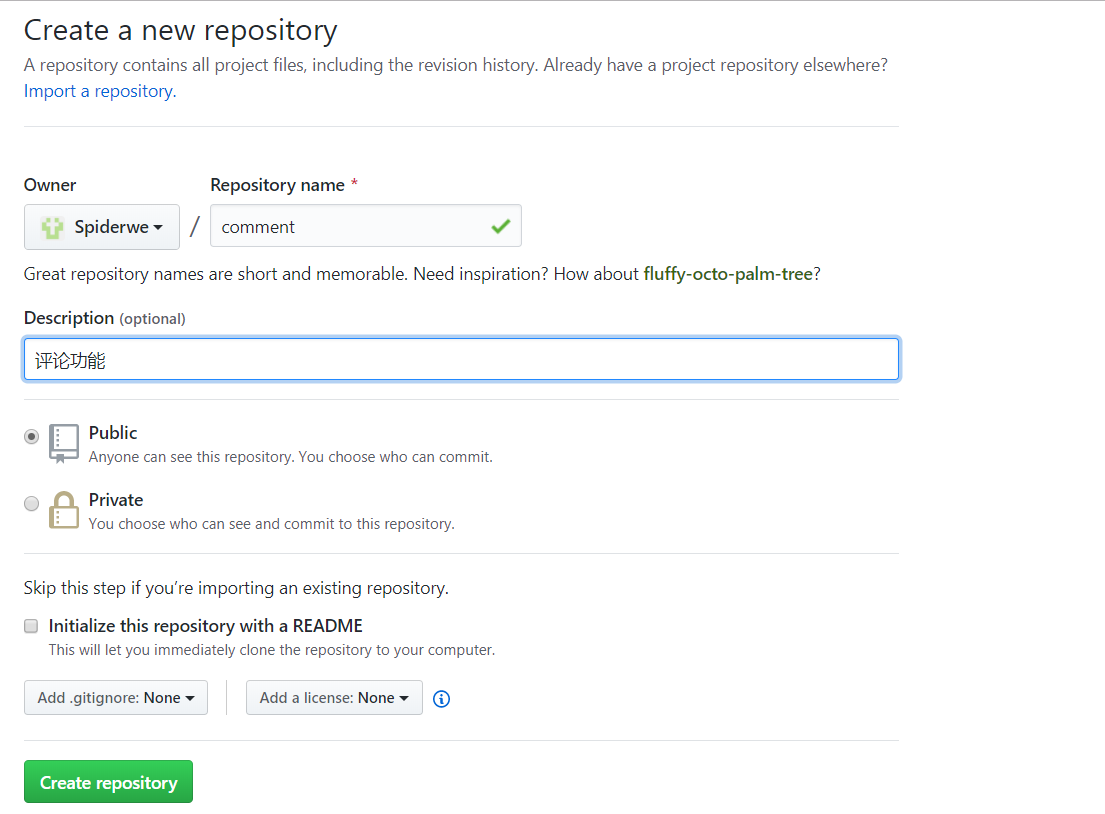 Create a new repository
A repository contains all project files, including the revision history. Already have a project repository elsewhere?
Import a repository.
Owner
Repository name *
Spiderwe
/
comment
Great repository names are short and memorable. Need inspiration? How about fluffy-octo-palm-tree?
Description (optional)
评论功能
Public
Anyone can see this repository. You choose who can commit.
Private
You choose who can see and commit to this repository.
Skip this step if you’re importing an existing repository.
Initialize this repository with a README
This will let you immediately clone the repository to your computer.
Add .gitignore: None
Add a license: None
Create repository